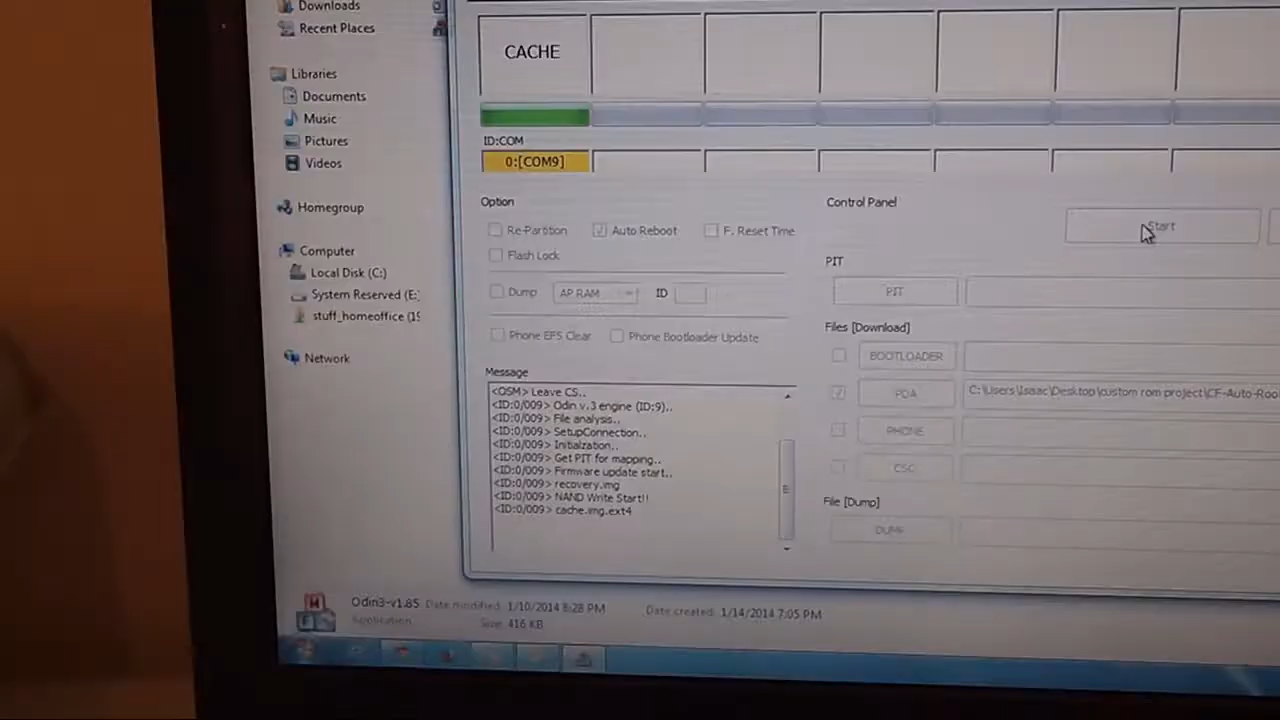 Downloads
Recent Places
Libraries
Documents
Music
Pictures
Videos
Homegroup
Computer
Local Disk (C:)
System Reserved (E:
stuff_homeoffice (19
Network
CACHE
ID:COM
0:[COM9]
Option
Re-Partition
Auto Reboot
F. Reset Time
Flash Lock
Dump
AP RAM
ID
Phone EFS Clear
Phone Bootloader Update
Message
<OSM> Leave CS..
<ID:0/009> Odin v.3 engine (ID:9)..
<ID:0/009> File analysis..
<ID:0/009> SetupConnection..
<ID:0/009> Initialzation..
<ID:0/009> Get PIT for mapping..
<ID:0/009> Firmware update start..
<ID:0/009> recovery.img
<ID:0/009> NAND Write Start!!
<ID:0/009> cache.img.ext4
Control Panel
Start
PIT
PIT
Files [Download]
BOOTLOADER
PDA C:\Users\Isaac\Desktop\custom rom project\CF-Auto-Roo
PHONE
CSC
File [Dump]
DUMP
Odin3-v1.85 Date modified: 1/10/2014 8:28 PM Date created: 1/14/2014 7:05 PM
Application Size: 416 KB